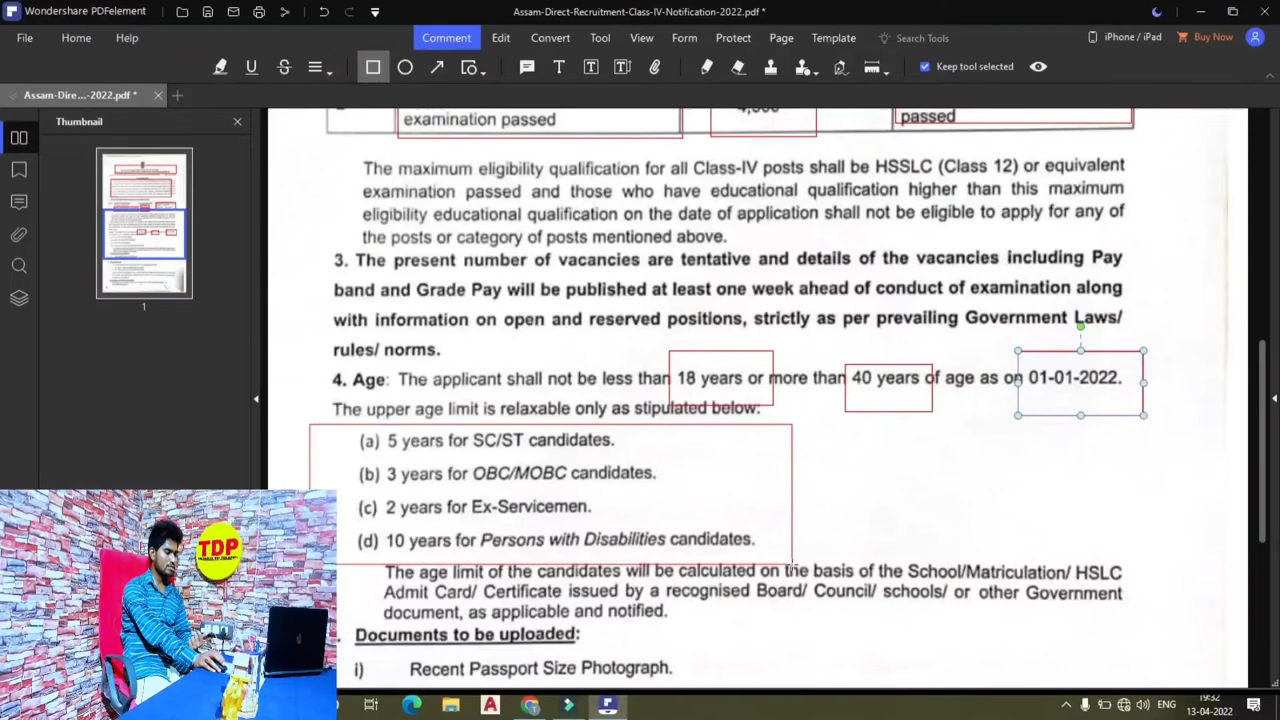 Wondershare PDFelement
Assam-Direct-Recruitment-Class-IV-Notification-2022.pdf *
File Home Help Comment Edit Convert Tool View Form Protect Page Template Search Tools
iPhone / iPad Buy Now
Keep tool selected
Assam-Dire...-2022.pdf *
Thumbnail
1
examination passed
passed
The maximum eligibility qualification for all Class-IV posts shall be HSSLC (Class 12) or equivalent
examination passed and those who have educational qualification higher than this maximum
eligibility educational qualification on the date of application shall not be eligible to apply for any of
the posts or category of posts mentioned above.
3. The present number of vacancies are tentative and details of the vacancies including Pay
band and Grade Pay will be published at least one week ahead of conduct of examination along
with information on open and reserved positions, strictly as per prevailing Government Laws/
rules/ norms.
4. Age: The applicant shall not be less than 18 years or more than 40 years of age as on 01-01-2022.
The upper age limit is relaxable only as stipulated below:
(a) 5 years for SC/ST candidates.
(b) 3 years for OBC/MOBC candidates.
(c) 2 years for Ex-Servicemen.
(d) 10 years for Persons with Disabilities candidates.
The age limit of the candidates will be calculated on the basis of the School/Matriculation/ HSLC
Admit Card/ Certificate issued by a recognised Board/ Council/ schools/ or other Government
document, as applicable and notified.
Documents to be uploaded:
i) Recent Passport Size Photograph.
TDP
ENG
19:32
13-04-2022